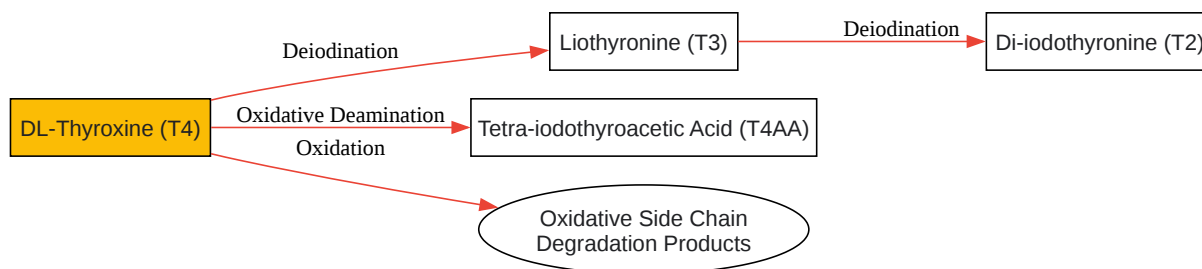 Deiodination
Liothyronine (T3)
Deiodination
Di-iodothyronine (T2)
DL-Thyroxine (T4)
Oxidative Deamination
Tetra-iodothyroacetic Acid (T4AA)
Oxidation
Oxidative Side Chain
Degradation Products